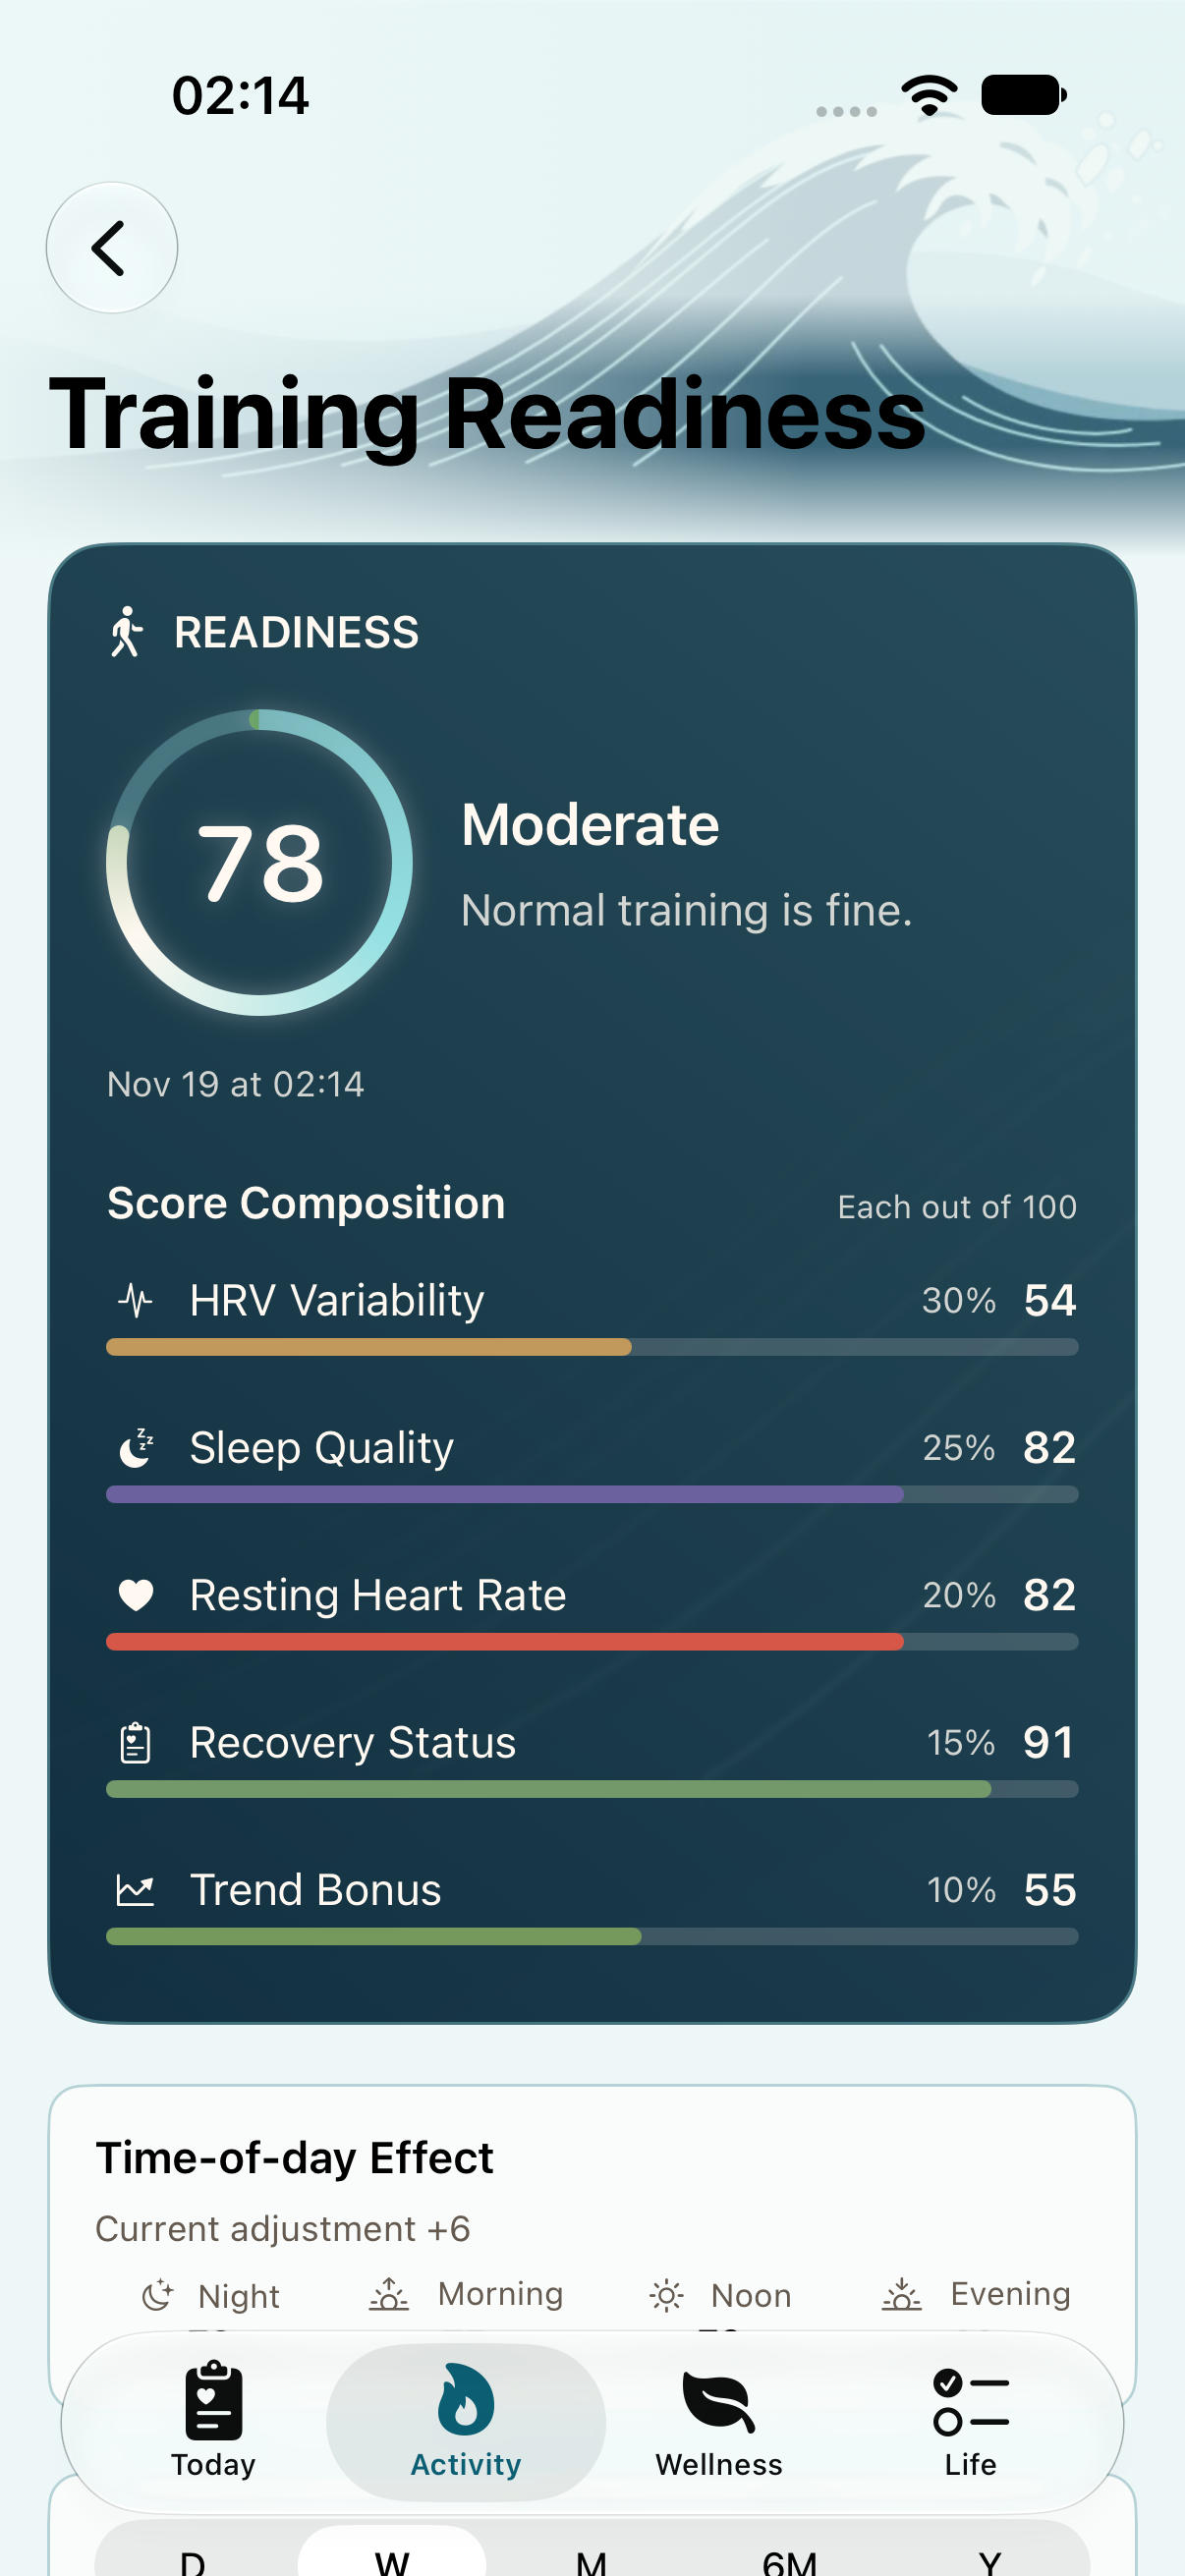 02:14
Training Readiness
READINESS
78
Moderate
Normal training is fine.
Nov 19 at 02:14
Score Composition
Each out of 100
HRV Variability 30% 54
Sleep Quality 25% 82
Resting Heart Rate 20% 82
Recovery Status 15% 91
Trend Bonus 10% 55
Time-of-day Effect
Current adjustment +6
Night Morning Noon Evening
Today Activity Wellness Life
D W M 6M Y